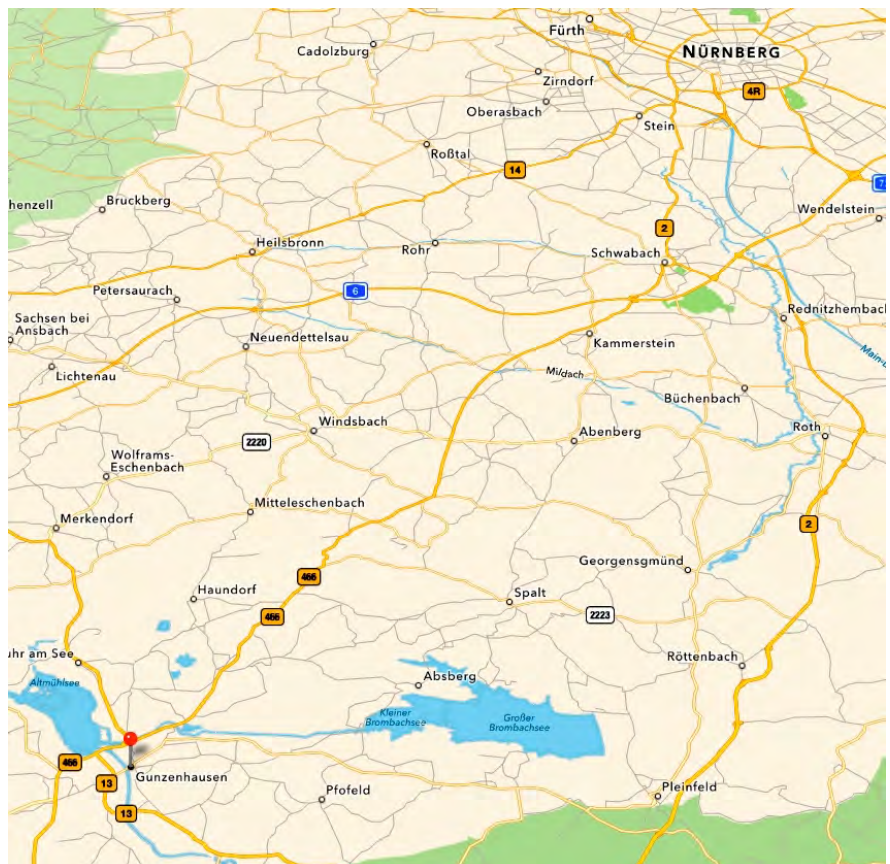 Fürth
NÜRNBERG
Cadolzburg
Zirndorf
4R
Oberasbach
Stein
Roßtal
14
7
henzell
Bruckberg
Wendelstein
2
Heilsbronn
Rohr
Schwabach
6
Petersaurach
Sachsen bei
Ansbach
Rednitzhembach
Neuendettelsau
Kammerstein
Main-
Lichtenau
Büchenbach
Windsbach
Abenberg
Roth
2220
Wolframs-
Eschenbach
Mitteleschenbach
Merkendorf
2
Georgensgmünd
466
Haundorf
Spalt
466
2223
uhr am See
Röttenbach
Altmühlsee
Absberg
Kleiner
Brombachsee
Großer
Brombachsee
466
Gunzenhausen
13
Pfofeld
Pleinfeld
13